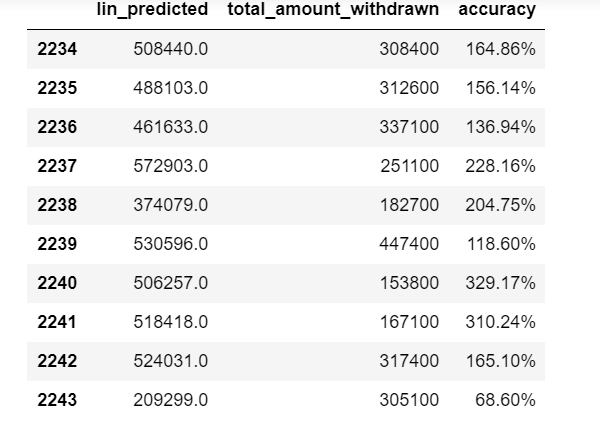 lin_predicted total_amount_withdrawn accuracy
2234 508440.0 308400 164.86%
2235 488103.0 312600 156.14%
2236 461633.0 337100 136.94%
2237 572903.0 251100 228.16%
2238 374079.0 182700 204.75%
2239 530596.0 447400 118.60%
2240 506257.0 153800 329.17%
2241 518418.0 167100 310.24%
2242 524031.0 317400 165.10%
2243 209299.0 305100 68.60%